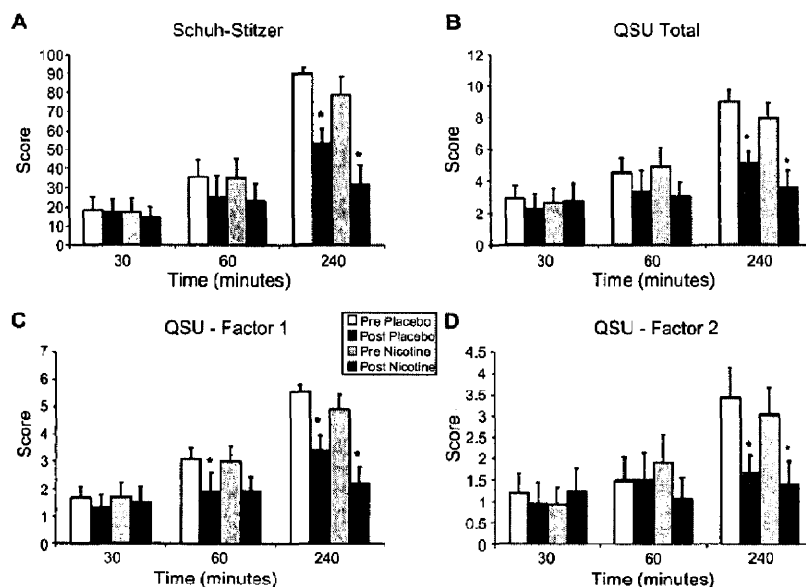 A
Schuh-Stitzer
100
90
80
70
60
50
40
30
20
10
0
Score
*
*
30 60 240
Time (minutes)
B
QSU Total
12
10
8
6
4
2
0
Score
*
*
30 60 240
Time (minutes)
C
QSU - Factor 1
7
6
5
4
3
2
1
0
Score
*
*
*
30 60 240
Time (minutes)
Pre Placebo
Post Placebo
Pre Nicotine
Post Nicotine
D
QSU - Factor 2
4.5
4
3.5
3
2.5
2
1.5
1
0.5
0
Score
*
*
30 60 240
Time (minutes)